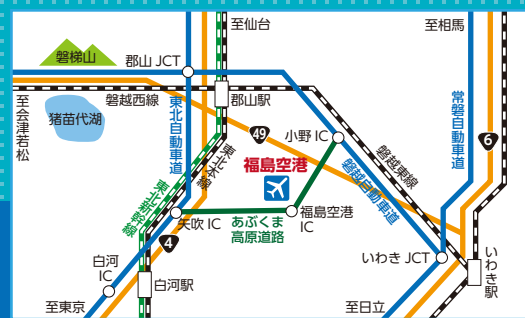 至仙台
至相馬
磐梯山
郡山 JCT
至会津若松
猪苗代湖
磐越西線
東北自動車道
郡山駅
49
小野 IC
常磐自動車道
6
東北本線
福島空港
磐越東線
磐越自動車道
東北新幹線
矢吹 IC
あぶくま
高原道路
福島空港
IC
4
いわき JCT
いわき駅
白河
IC
白河駅
至東京
至日立